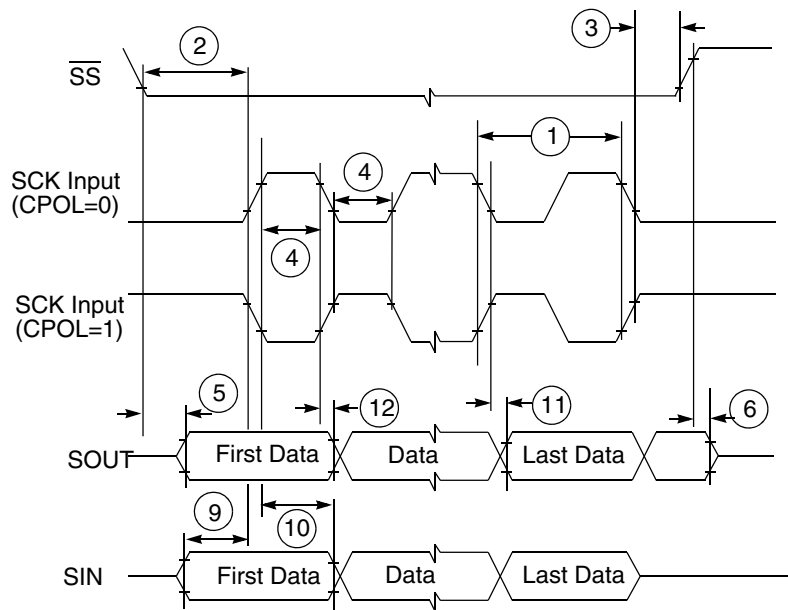 3
2
SS
1
SCK Input
(CPOL=0)
4
4
SCK Input
(CPOL=1)
5
12
11
6
SOUT
First Data
Data
Last Data
9
10
SIN
First Data
Data
Last Data